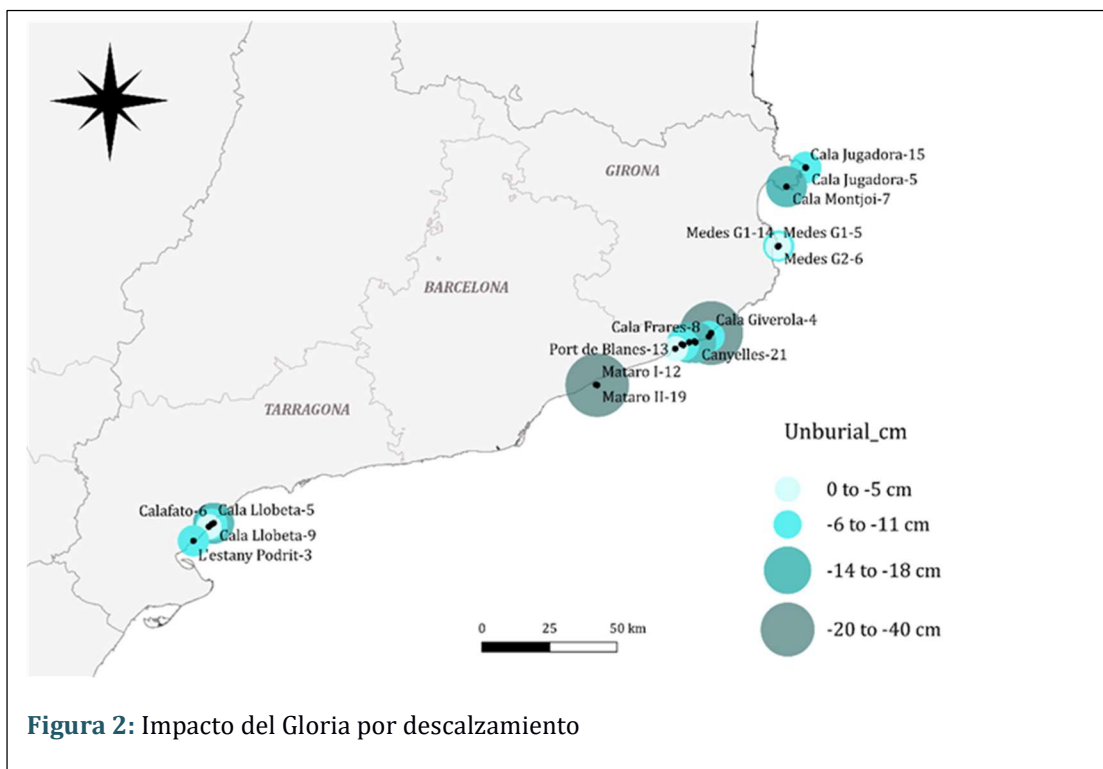 Cala Jugadora-15
GIRONA
Cala Jugadora-5
Cala Montjoi-7
Medes G1-14 Medes G1-5
Medes G2-6
BARCELONA
Cala Frares-8 Cala Giverola-4
Port de Blanes-13 Canyelles-21
Mataro I-12
Mataro II-19
TARRAGONA
Unburial_cm
0 to -5 cm
-6 to -11 cm
-14 to -18 cm
-20 to -40 cm
Calafato-6 Cala Llobeta-5
Cala Llobeta-9
L'estany Podrit-3
0 25 50 km
Figura 2: Impacto del Gloria por descalzamiento